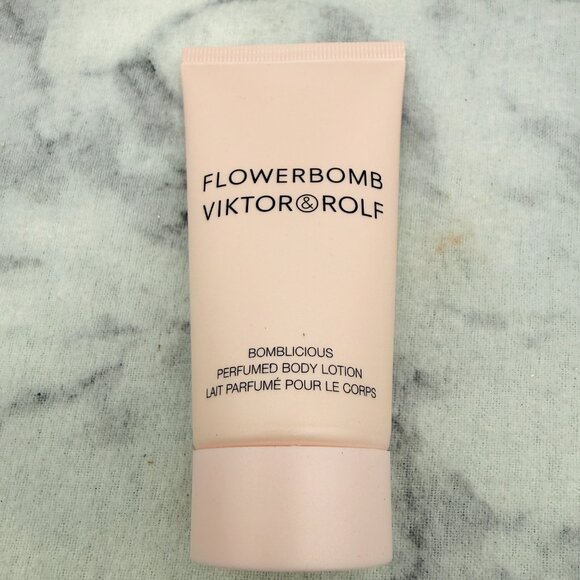 FLOWERBOMB
VIKTOR&ROLF
BOMBLICIOUS
PERFUMED BODY LOTION
LAIT PARFUMÉ POUR LE CORPS